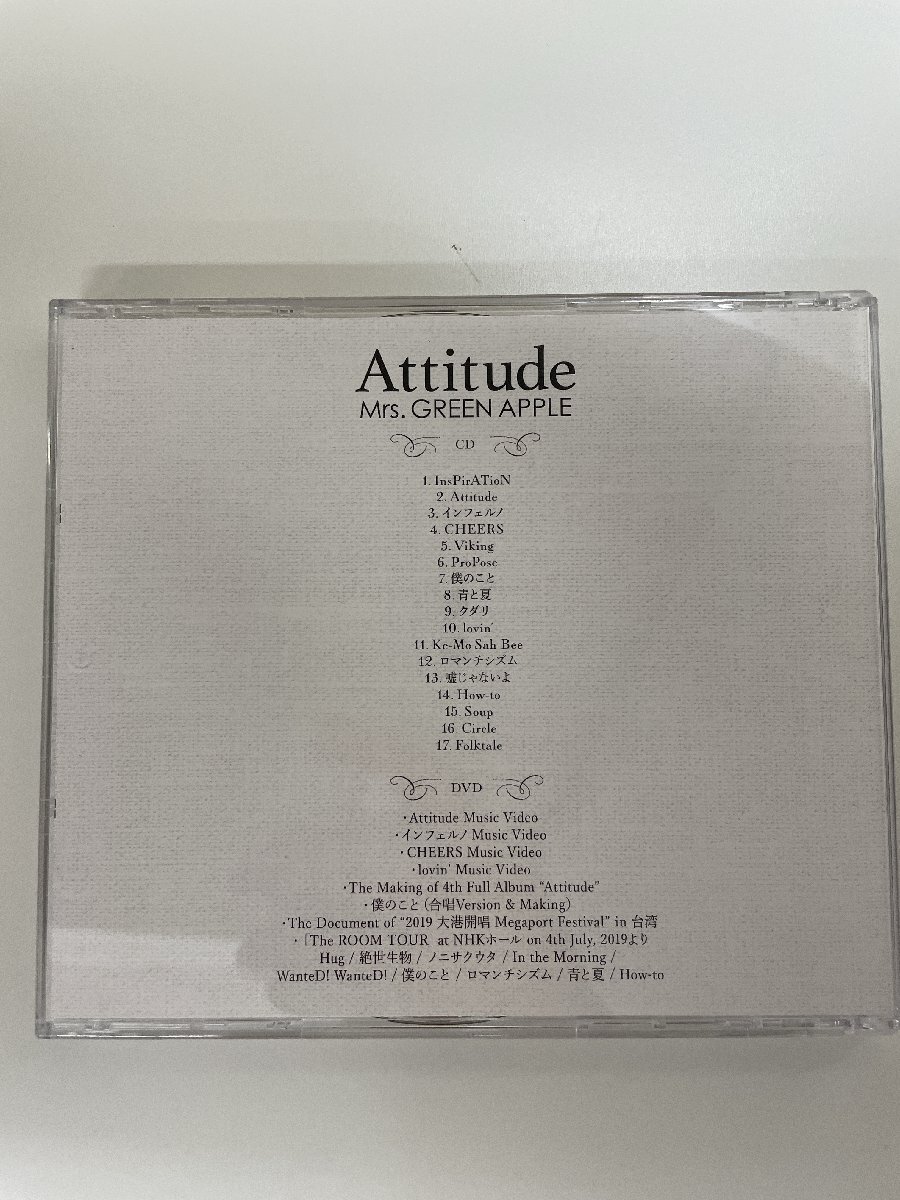 Attitude
Mrs. GREEN APPLE
CD
1. InsPirATioN
2. Attitude
3. インフェルノ
4. CHEERS
5. Viking
6. ProPose
7. 僕のこと
8. 青と夏
9. クダリ
10. lovin'
11. Ke-Mo Sah Bee
12. ロマンチシズム
13. 嘘じゃないよ
14. How-to
15. Soup
16. Circle
17. Folktale
DVD
・Attitude Music Video
・インフェルノ Music Video
・CHEERS Music Video
・lovin' Music Video
・The Making of 4th Full Album “Attitude”
・僕のこと (合唱Version & Making)
・The Document of “2019 大港開唱 Megaport Festival” in 台湾
・「The ROOM TOUR at NHKホール on 4th July, 2019より
Hug / 絶世生物 / ノニサクウタ / In the Morning /
WanteD! WanteD! / 僕のこと / ロマンチシズム / 青と夏 / How-to